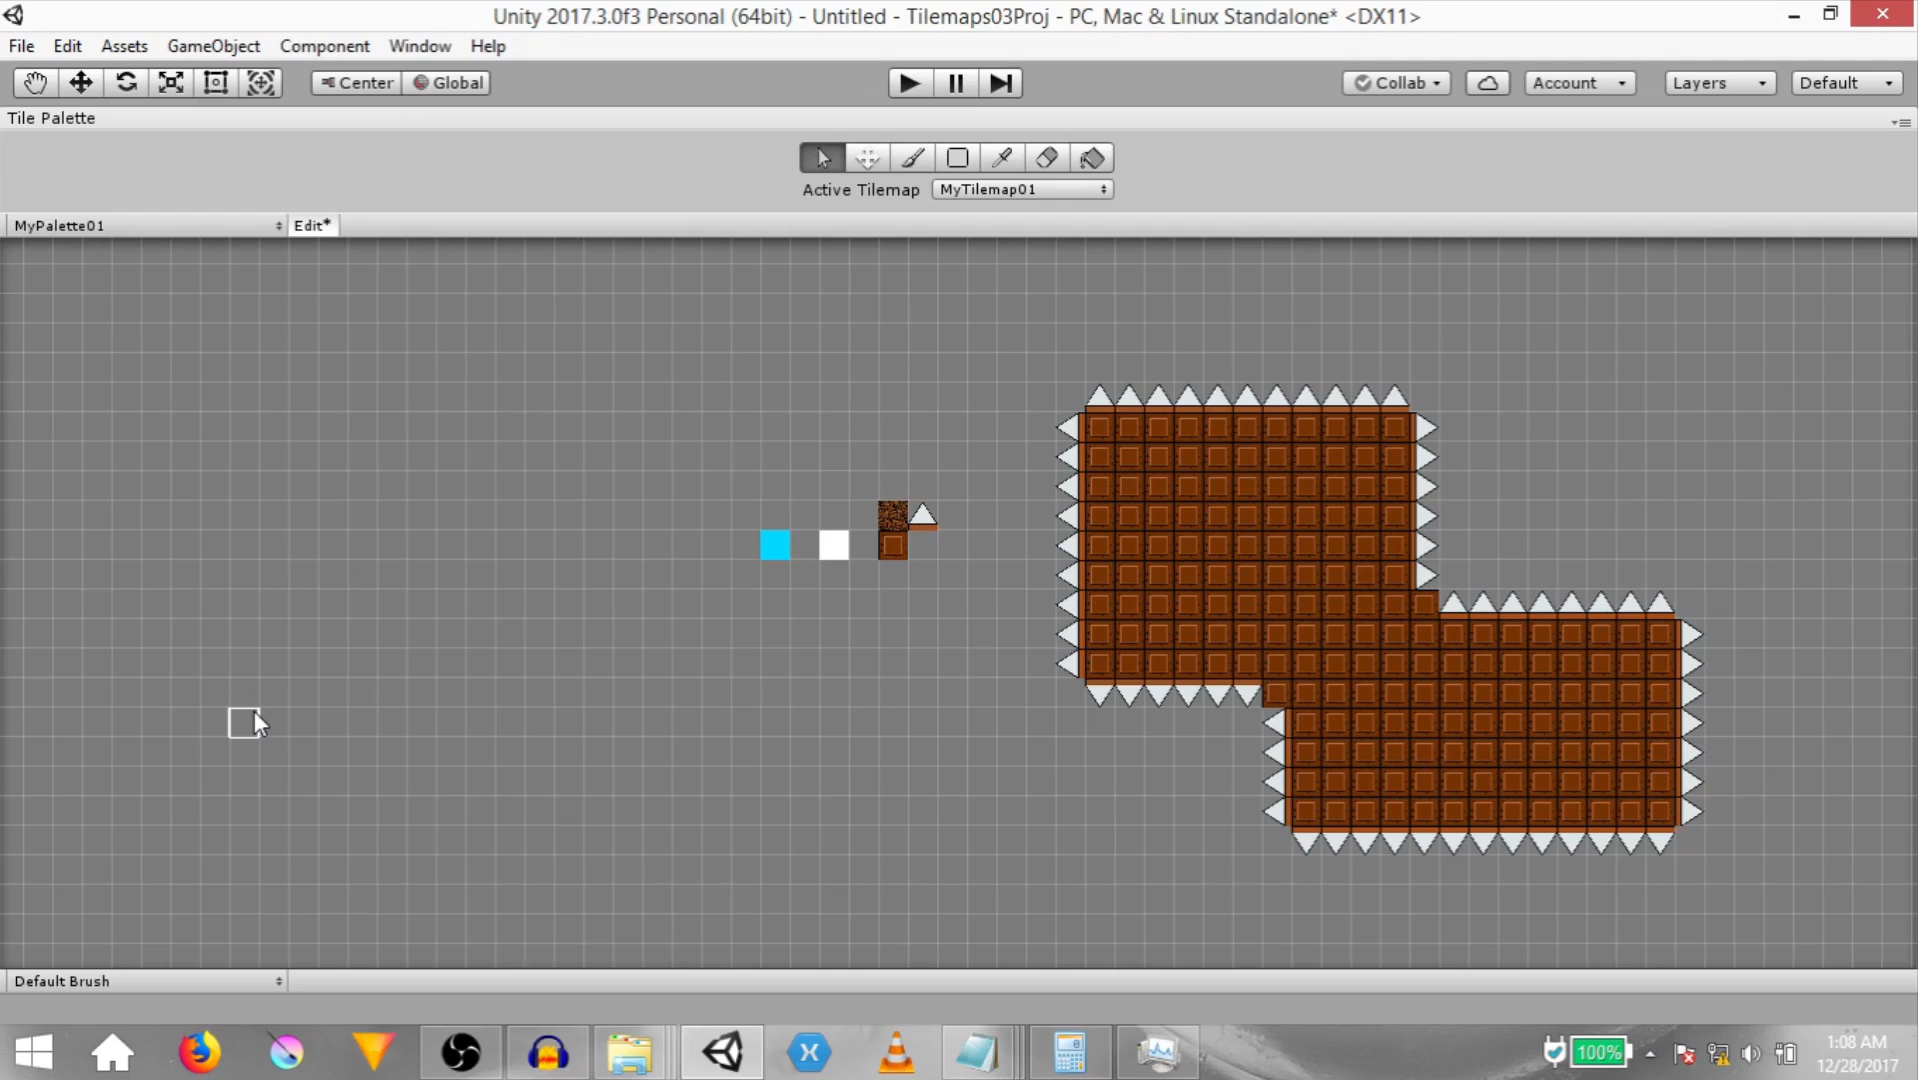 Unity 2017.3.0f3 Personal (64bit) - Untitled - Tilemaps03Proj - PC, Mac & Linux Standalone* <DX11>
File Edit Assets GameObject Component Window Help
Center Global Collab Account Layers Default
Tile Palette
Active Tilemap MyTilemap01
MyPalette01 Edit*
Default Brush
100%
1:08 AM
12/28/2017